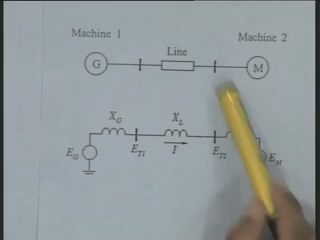 Machine 1
Machine 2
Line
G
M
X_G
X_L
E_G
E_T1
I
E_T2
E_M